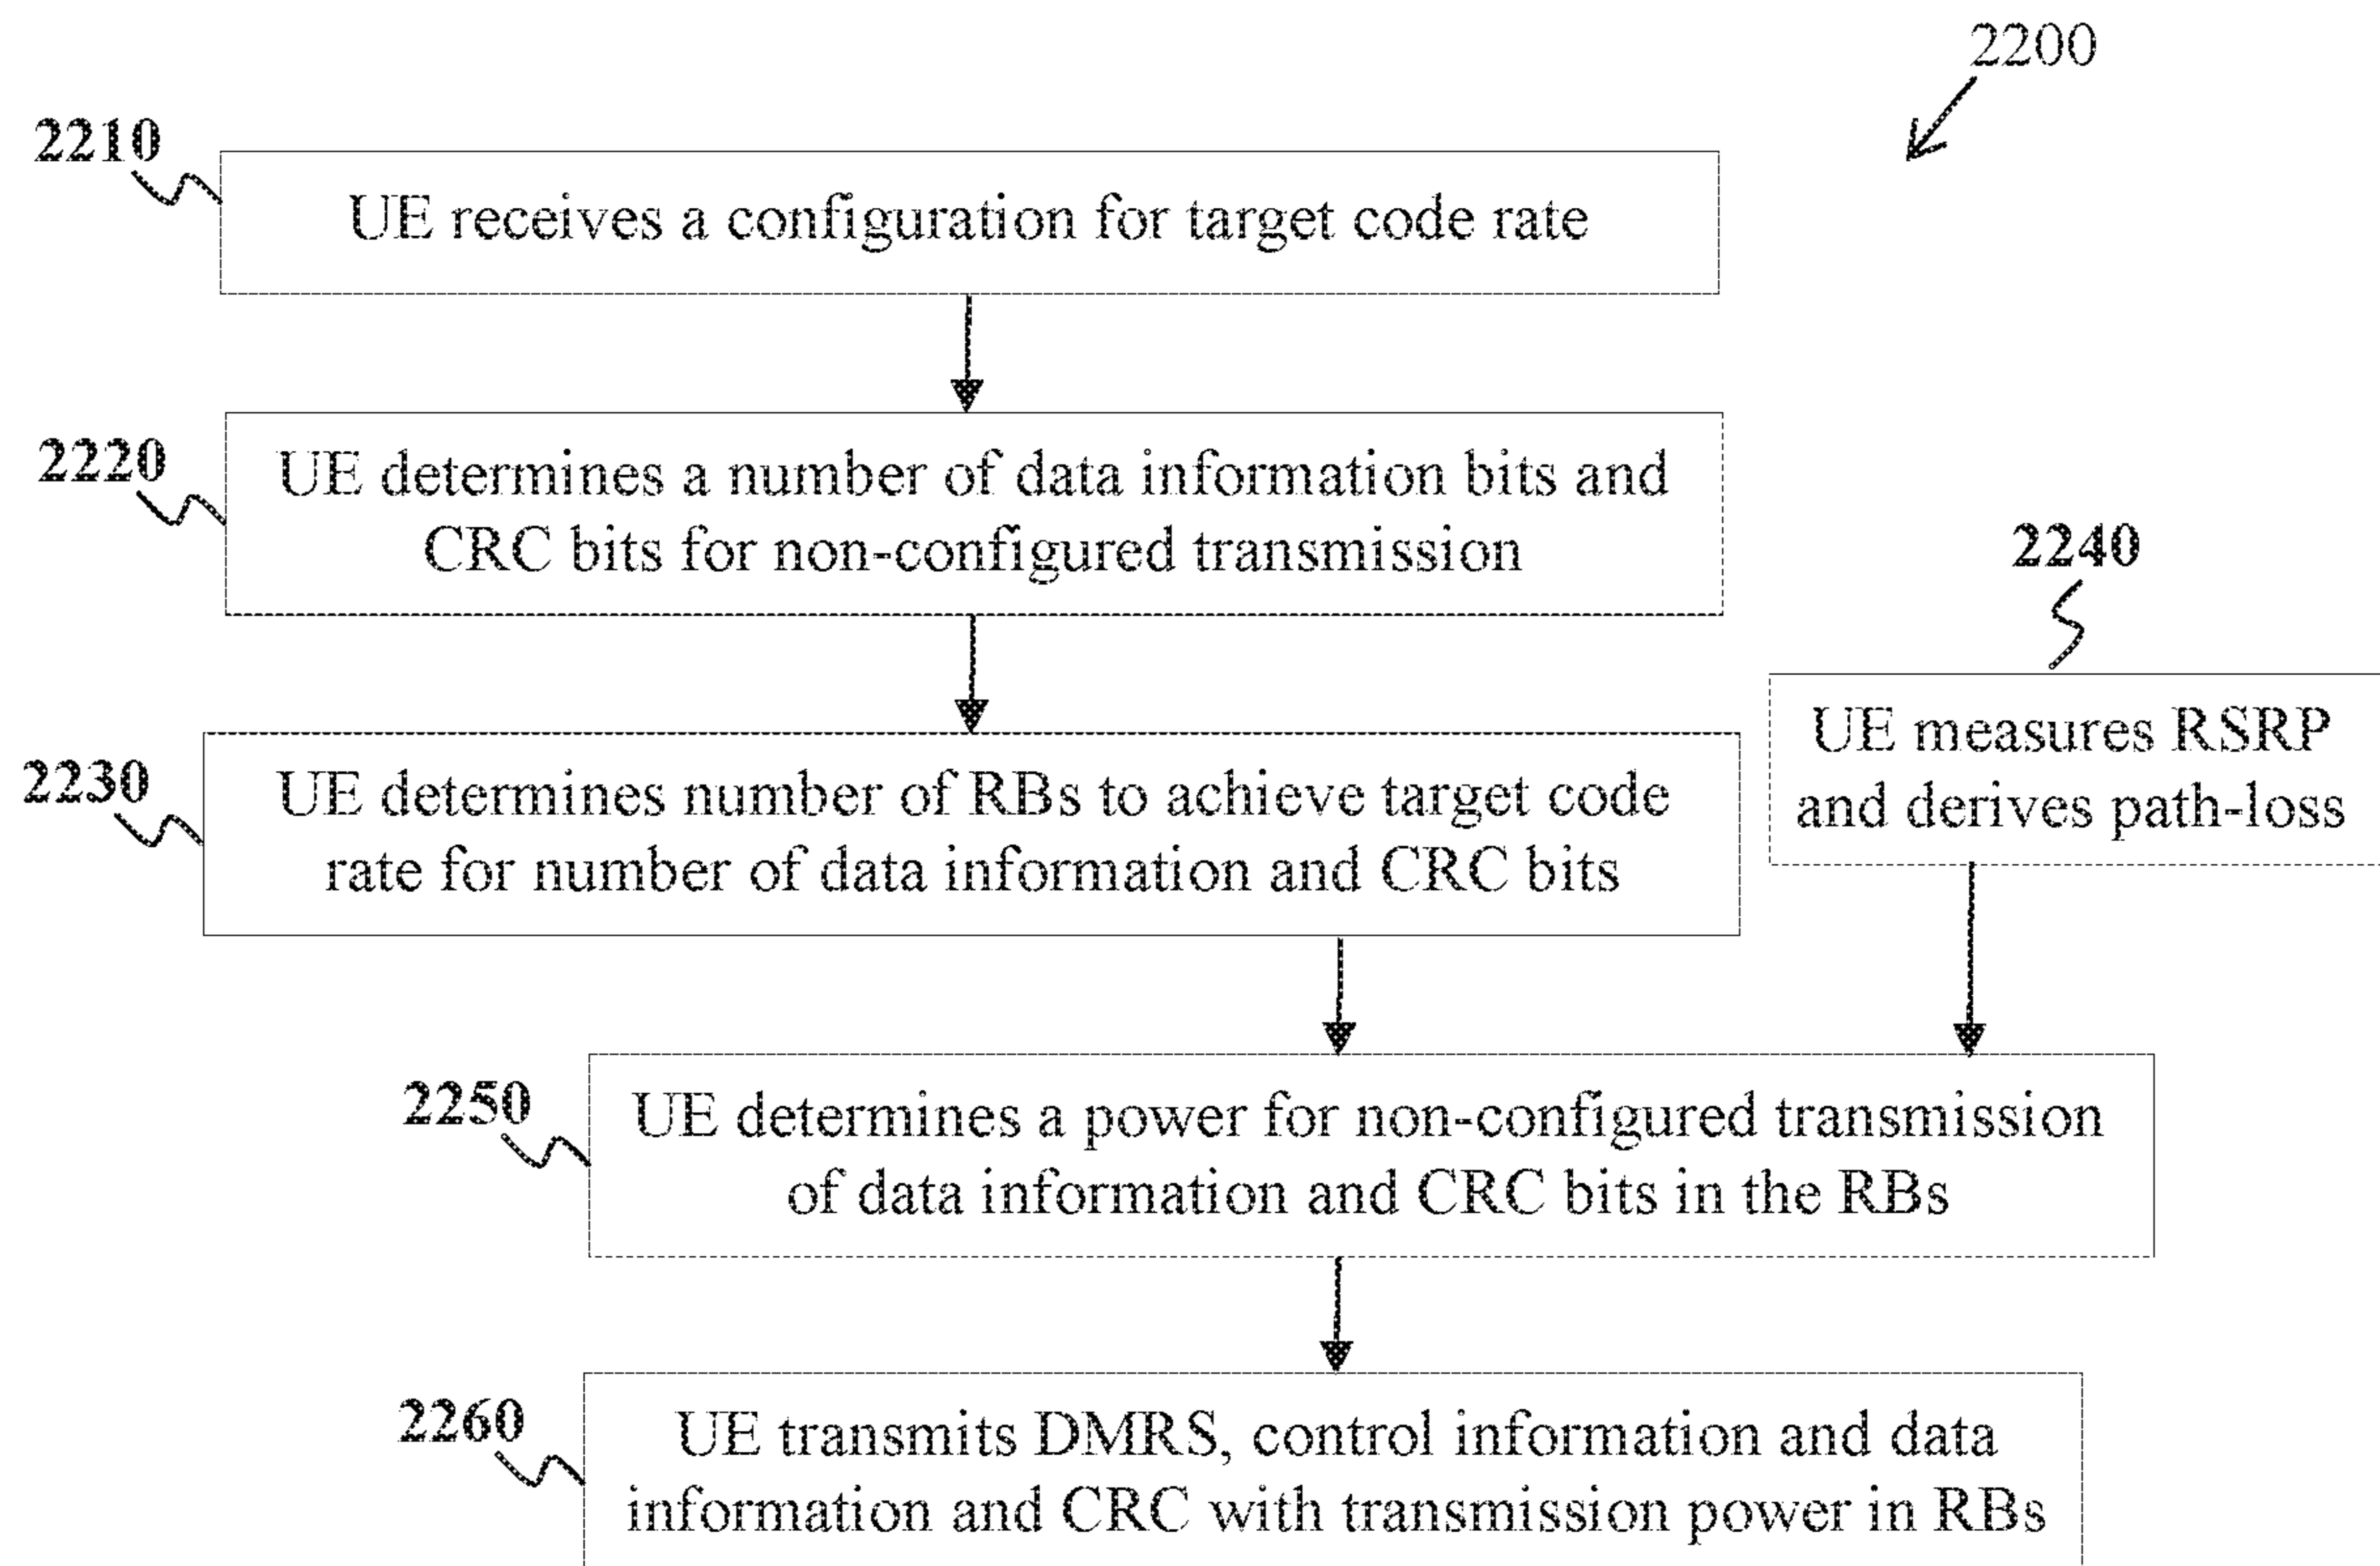 2200
2210
UE receives a configuration for target code rate
2220
UE determines a number of data information bits and
CRC bits for non-configured transmission
2240
2230
UE determines number of RBs to achieve target code
rate for number of data information and CRC bits
UE measures RSRP
and derives path-loss
2250
UE determines a power for non-configured transmission
of data information and CRC bits in the RBs
2260
UE transmits DMRS, control information and data
information and CRC with transmission power in RBs